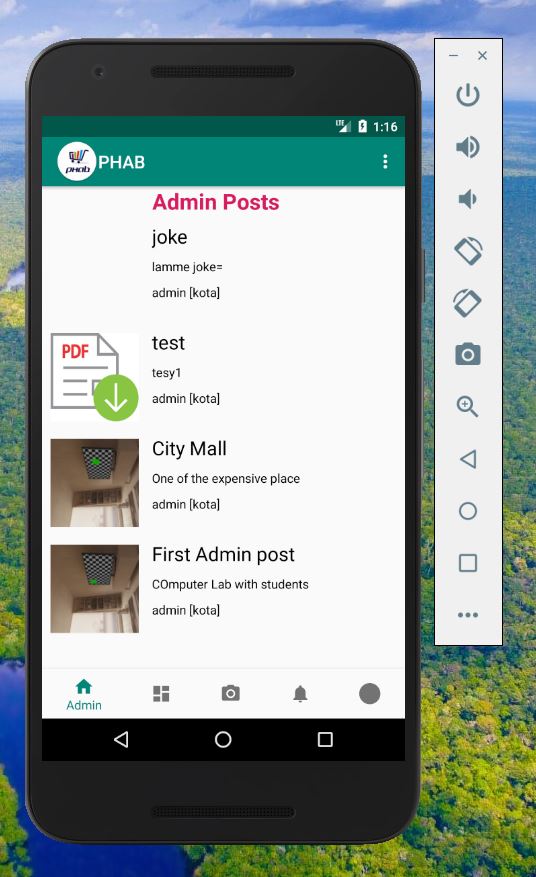 LTE 1:16
PHAB PHAB
Admin Posts
joke
lamme joke=
admin [kota]
PDF
test
tesy1
admin [kota]
City Mall
One of the expensive place
admin [kota]
First Admin post
COmputer Lab with students
admin [kota]
Admin